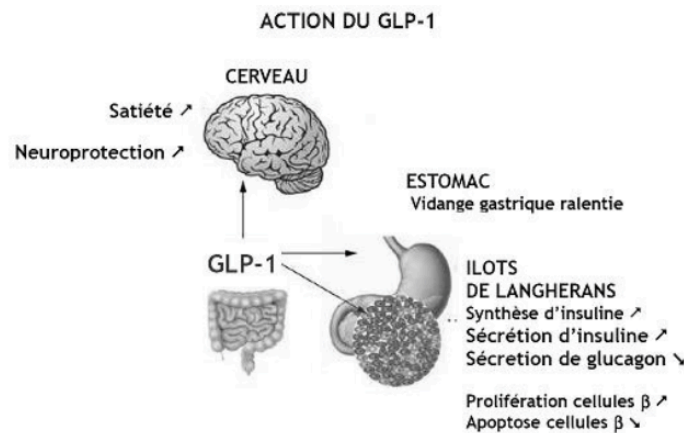 ACTION DU GLP-1
CERVEAU
Satiété ↗
Neuroprotection ↗
ESTOMAC
Vidange gastrique ralentie
GLP-1
ILOTS
DE LANGHERANS
Synthèse d'insuline ↗
Sécrétion d'insuline ↗
Sécretion de glucagon ↘
Prolifération cellules β ↗
Apoptose cellules β ↘